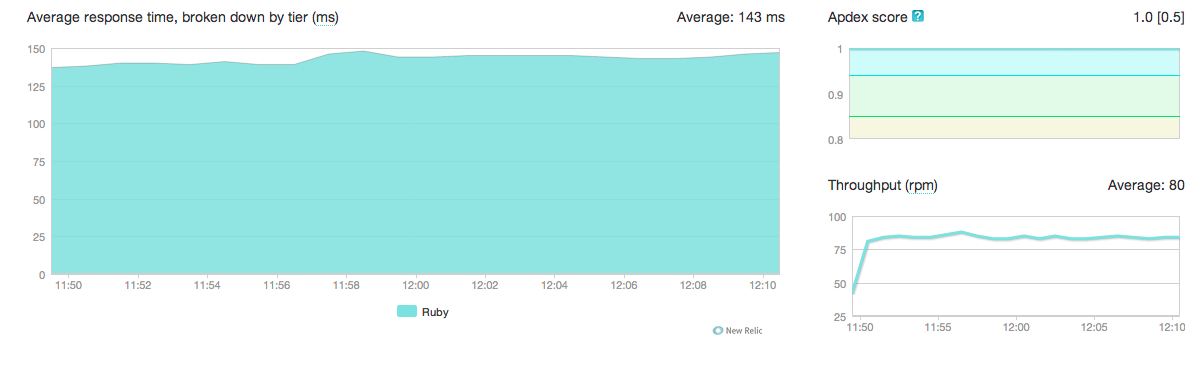 Average response time, broken down by tier (ms)
Average: 143 ms
150
125
100
75
50
25
0
11:50 11:52 11:54 11:56 11:58 12:00 12:02 12:04 12:06 12:08 12:10
Ruby
New Relic
Apdex score ?
1.0 [0.5]
1
0.9
0.8
Throughput (rpm)
Average: 80
100
75
50
25
11:50 11:55 12:00 12:05 12:10